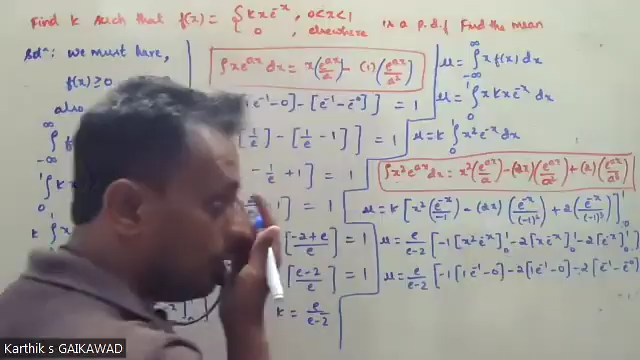 Find k such that f(x) = { k x e^-x , 0<x<1
0 , elsewhere is a p.d.f Find the mean
Solⁿ: we must have,
f(x) ≥ 0
also
∫ f
-∞
∫ k x
0
∫ x e^ax dx = x (e^ax/a) - (1) (e^ax/a²)
1e^-1 - 0] - [e^-1 - e^-0] } = 1
[1/e] - [1/e - 1] } = 1
- 1/e + 1] = 1
+ 1] = 1
[-2+e/e] = 1
[e-2/e] = 1
k = e/e-2
μ = ∫_-∞^∞ x f(x) dx
μ = ∫_0^1 x k x e^-x dx
μ = k ∫_0^1 x² e^-x dx
∫ x² e^ax dx = x² (e^ax/a) - (2x) (e^ax/a²) + (2) (e^ax/a³)
μ = k [x² (e^-x/-1) - (2x) (e^-x/(-1)²) + 2 (e^-x/(-1)³)]_0^1
μ = e/e-2 [-1 [x² e^-x]_0^1 - 2 [x e^-x]_0^1 - 2 [e^-x]_0^1]
μ = e/e-2 [-1 (1e^-1 - 0) - 2 (1e^-1 - 0) - 2 [e^-1 - e^-0]
Karthik s GAIKAWAD